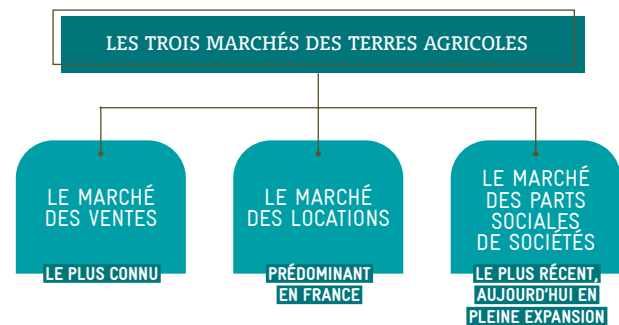 LES TROIS MARCHÉS DES TERRES AGRICOLES
LE MARCHÉ
DES VENTES
LE PLUS CONNU
LE MARCHÉ
DES LOCATIONS
PRÉDOMINANT
EN FRANCE
LE MARCHÉ
DES PARTS
SOCIALES
DE SOCIÉTÉS
LE PLUS RÉCENT,
AUJOURD'HUI EN
PLEINE EXPANSION